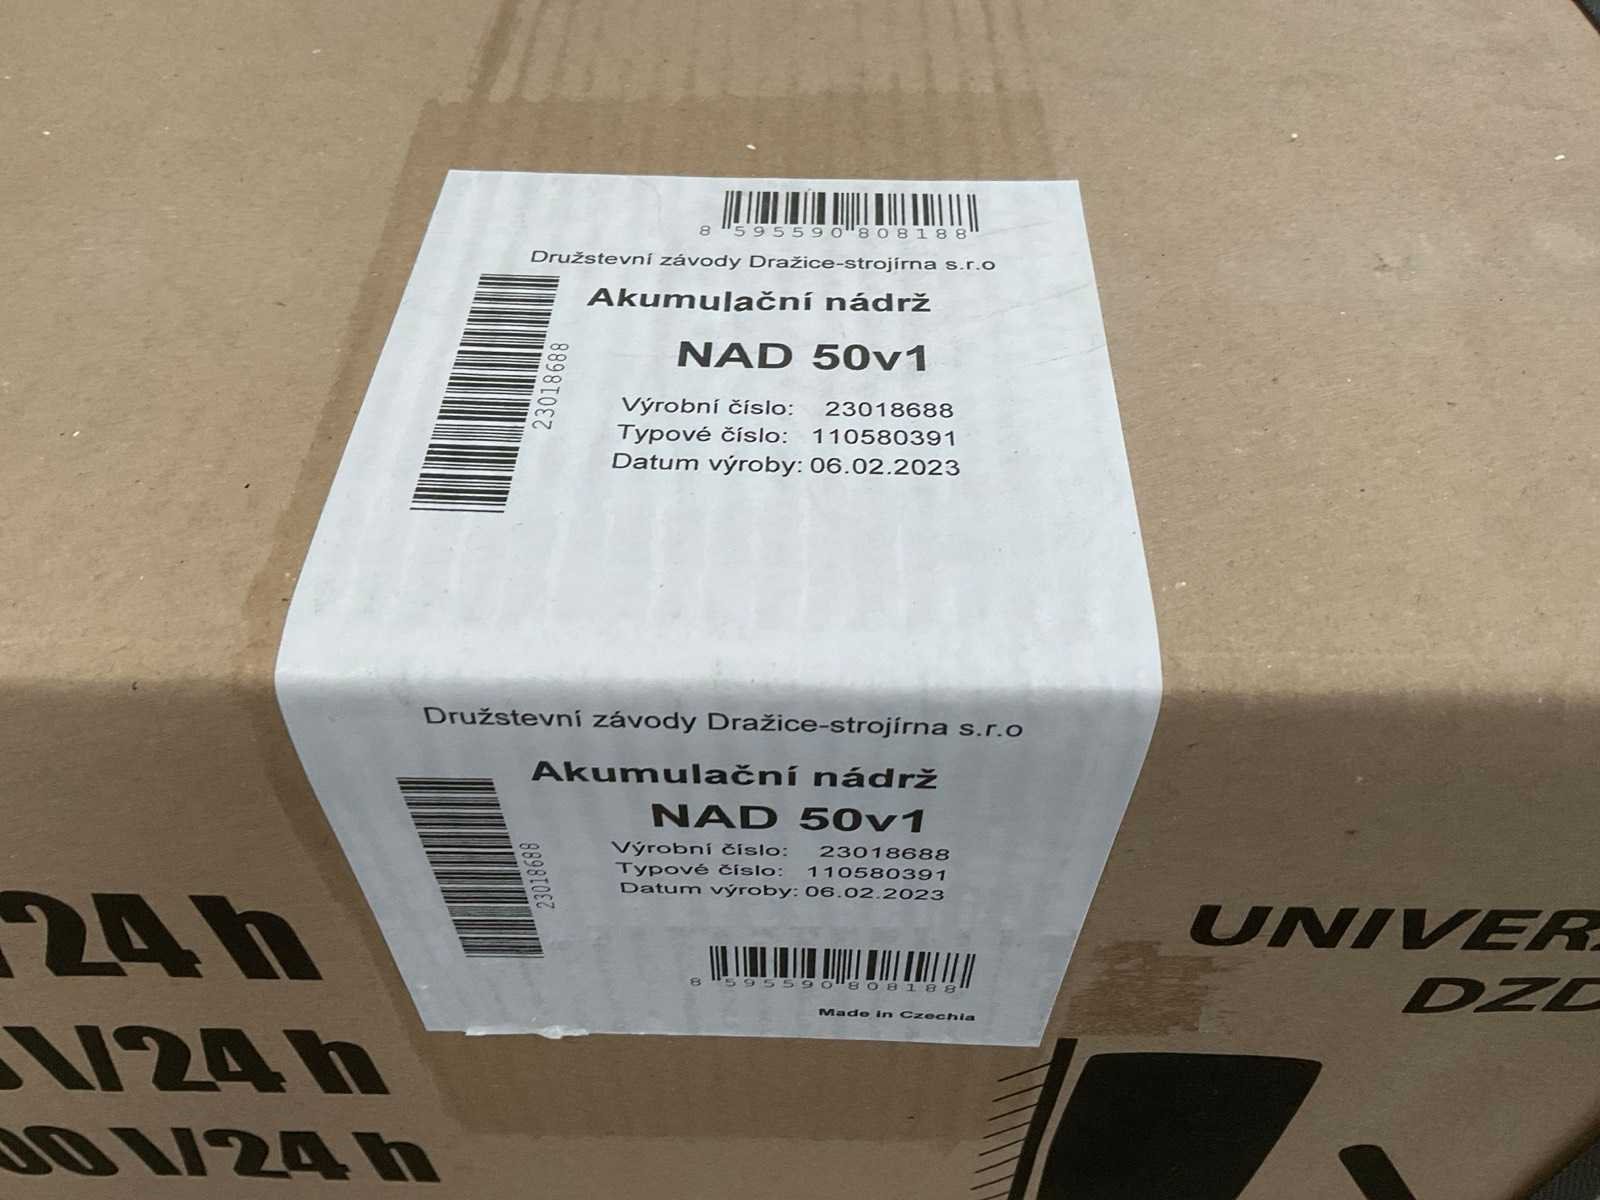 8 595590 808188
Družstevní závody Dražice-strojírna s.r.o
Akumulační nádrž
NAD 50v1
23018688
Výrobní číslo: 23018688
Typové číslo: 110580391
Datum výroby: 06.02.2023
Družstevní závody Dražice-strojírna s.r.o
Akumulační nádrž
NAD 50v1
23018688
Výrobní číslo: 23018688
Typové číslo: 110580391
Datum výroby: 06.02.2023
8 595590 808188
Made in Czechia
/24 h
l/24 h
00 l/24 h
DZD